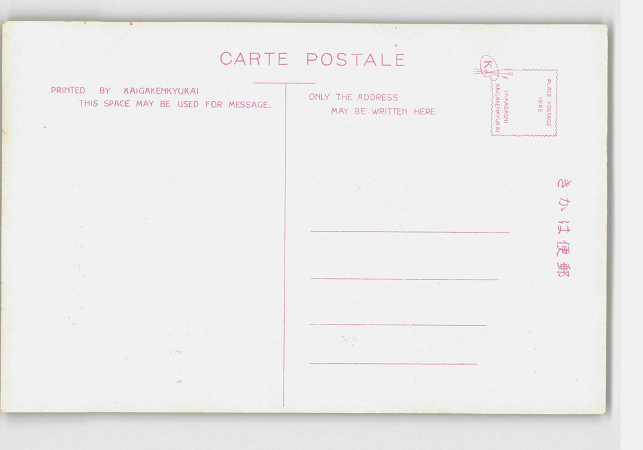 CARTE POSTALE
PRINTED BY KAIGAKENKYUKAI
THIS SPACE MAY BE USED FOR MESSAGE.
ONLY THE ADDRESS
MAY BE WRITTEN HERE
K
PLACE POSTAGE
HERE
YAMADASHI
KAIGAKENKYUKAI
きかは便郵